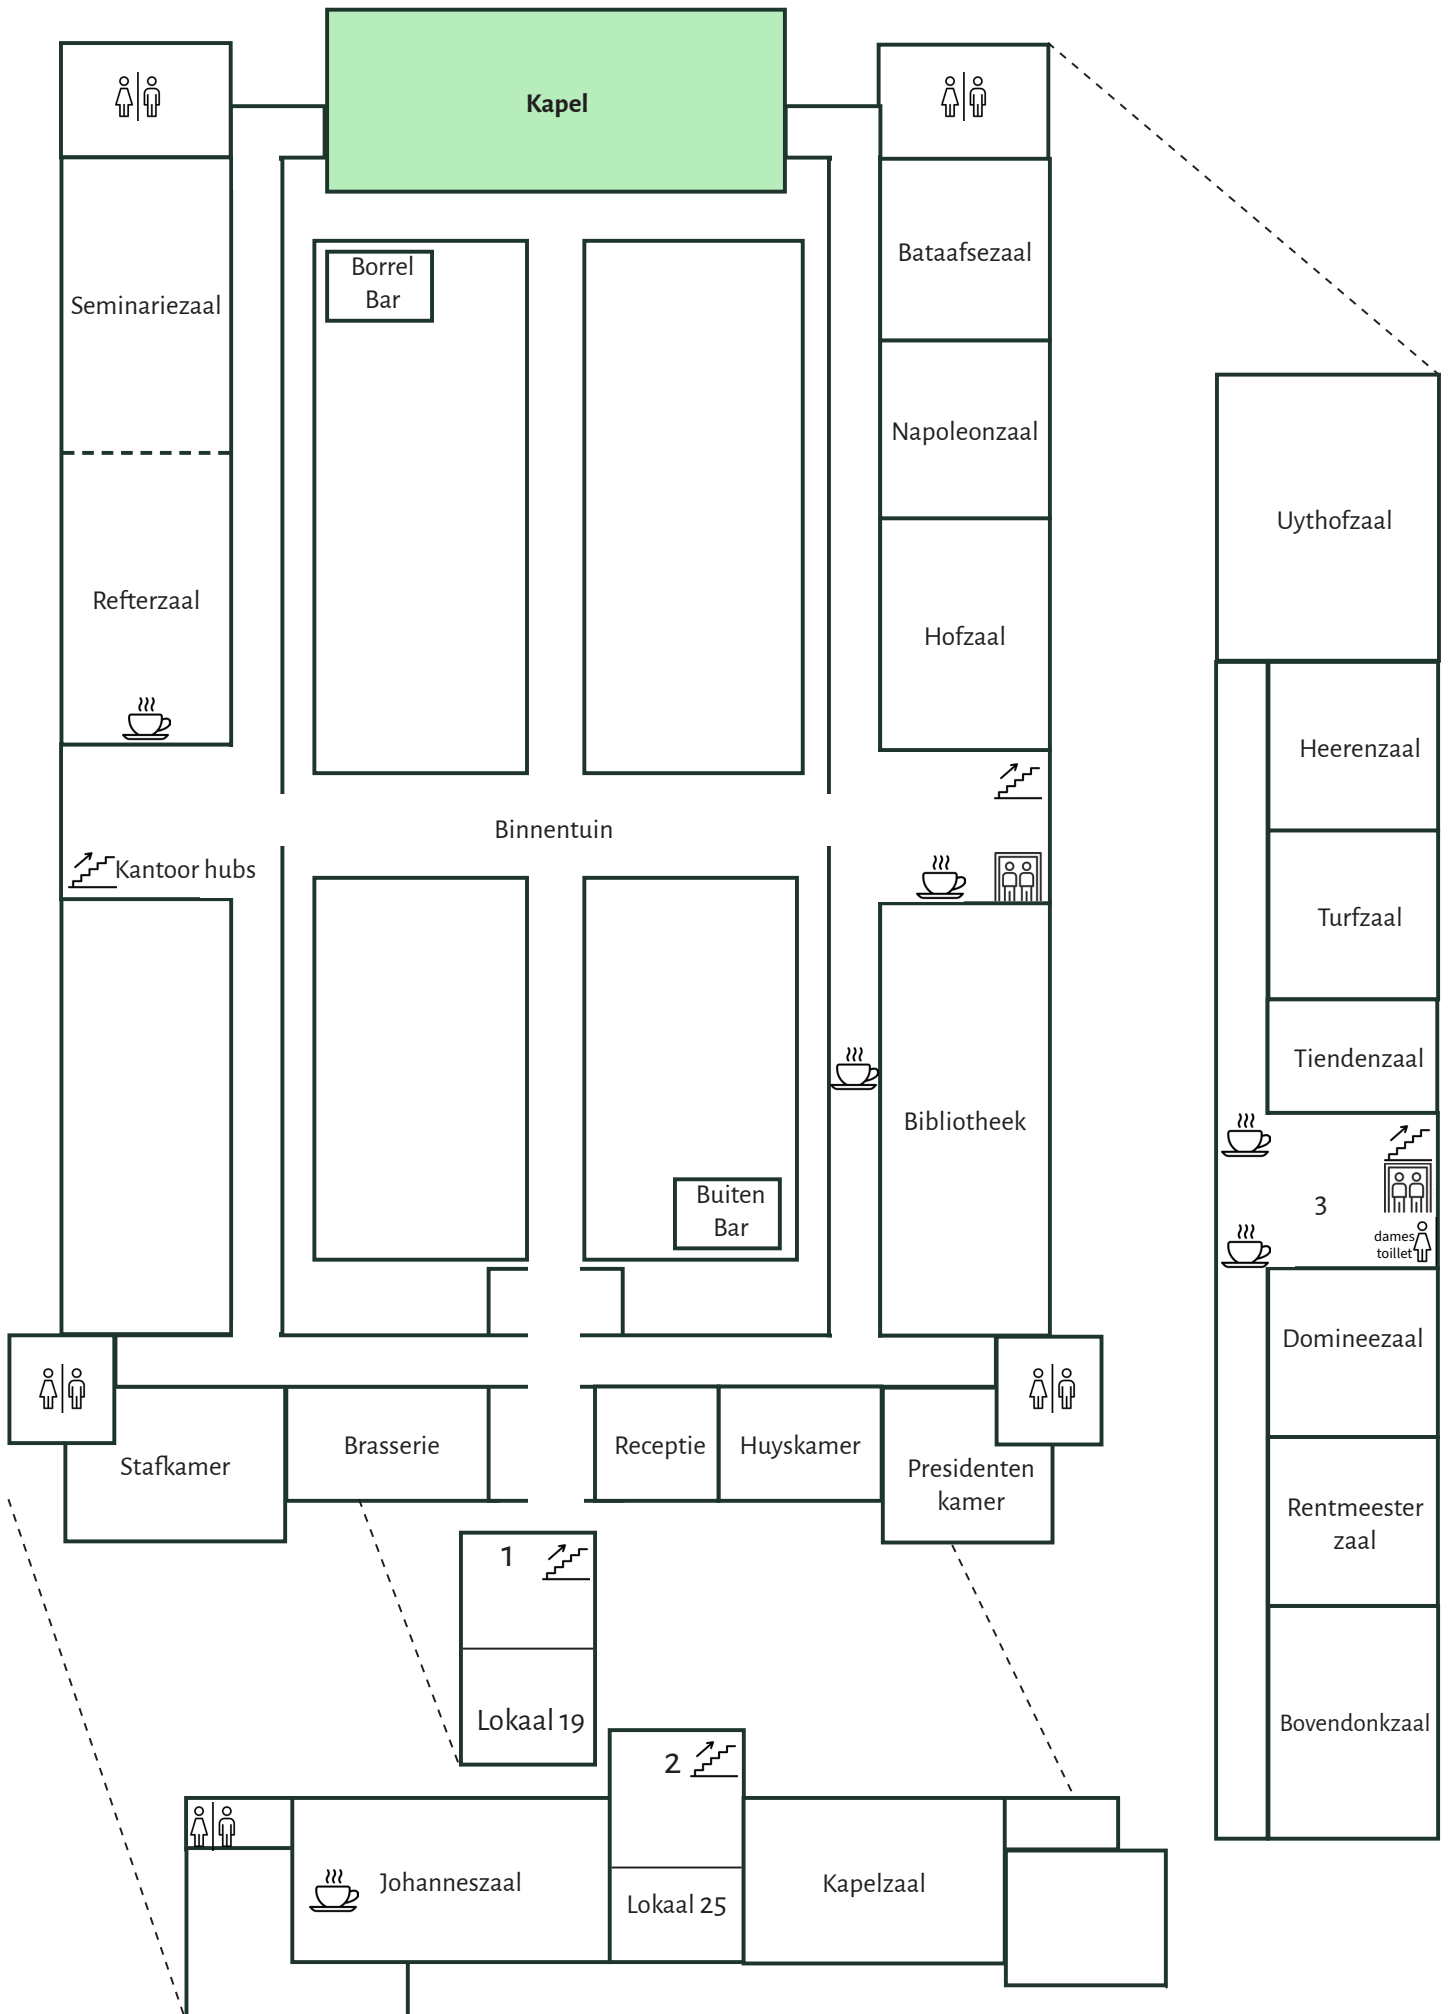 Kapel
Borrel
Bar
Bataafsezaal
Seminariezaal
Napoleonzaal
Uythofzaal
Refterzaal
Hofzaal
Heerenzaal
Binnentuin
Kantoor hubs
Turfzaal
Tiendenzaal
Bibliotheek
Buiten
Bar
3
dames
toillet
Domineezaal
Stafkamer
Brasserie
Receptie
Huyskamer
Presidenten
kamer
Rentmeester
zaal
1
Lokaal 19
Bovendonkzaal
2
Johanneszaal
Lokaal 25
Kapelzaal